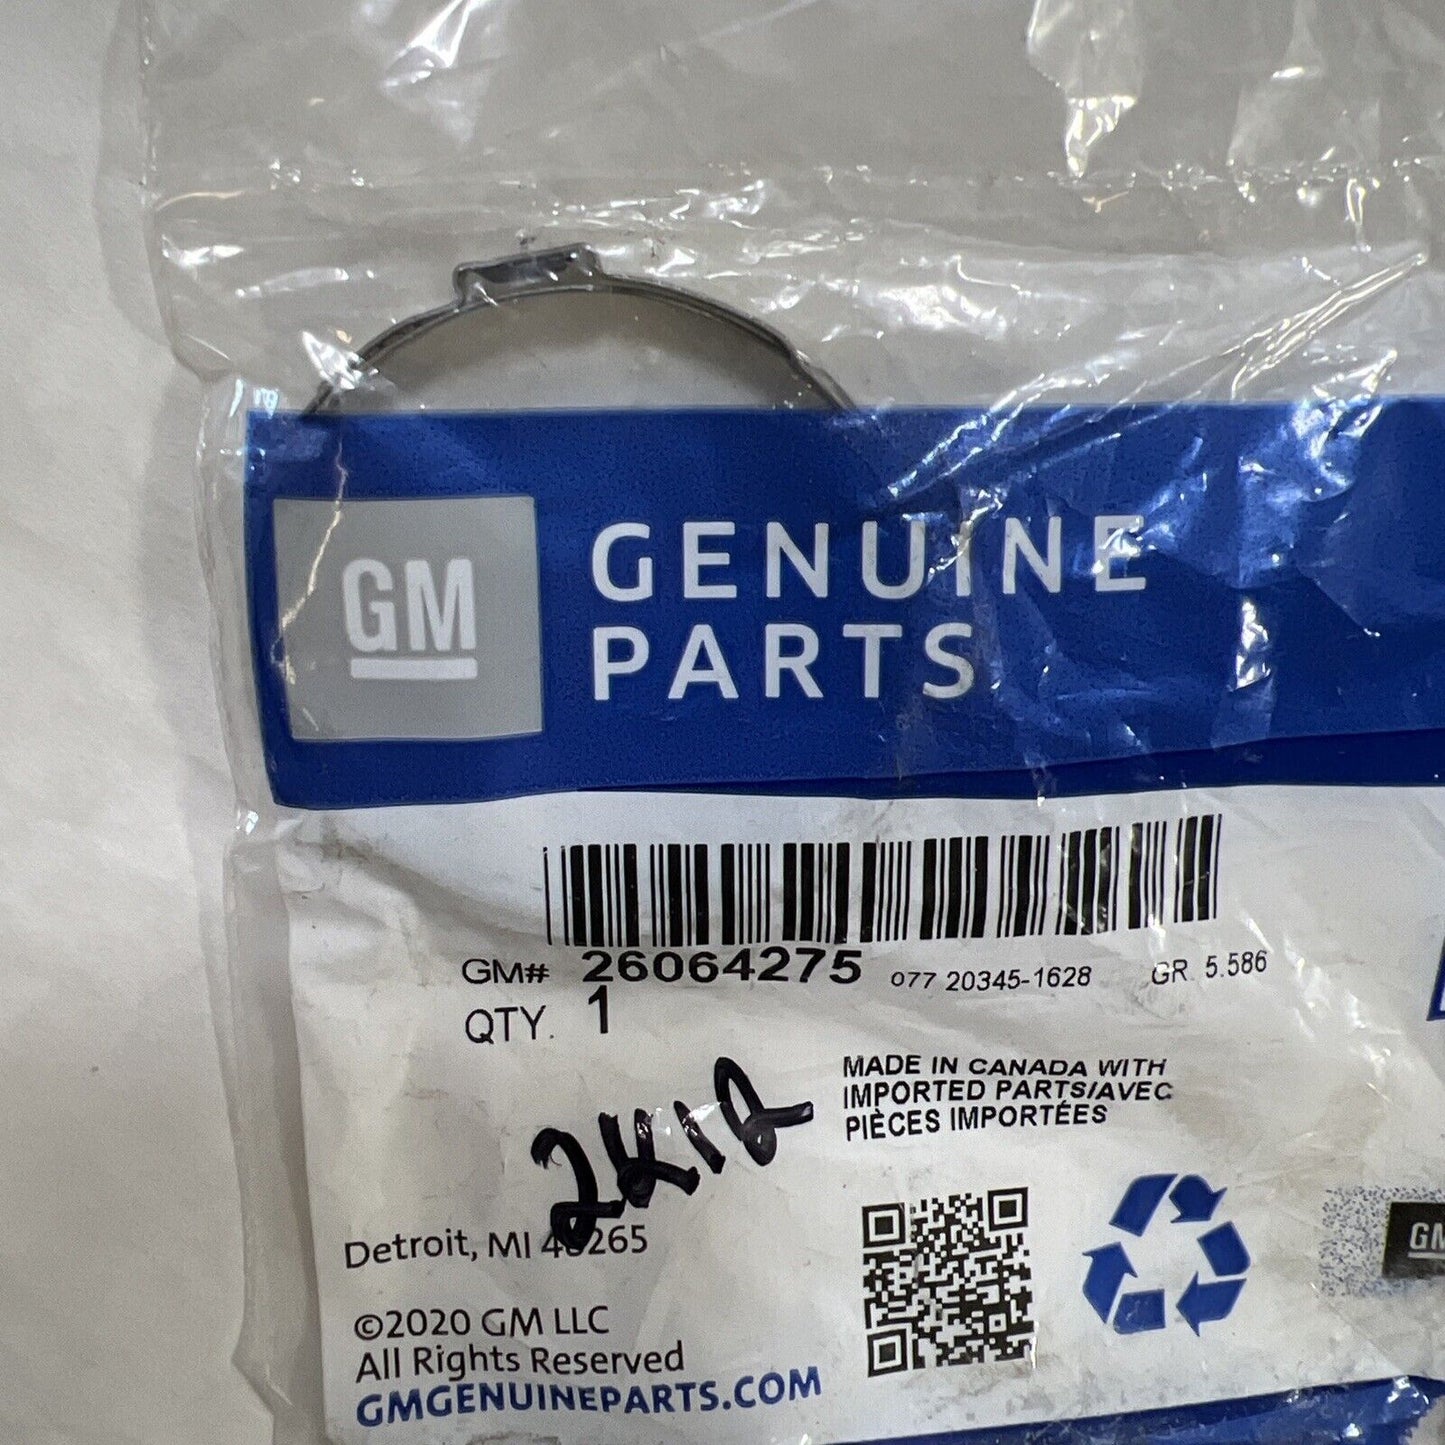 GM
GENUINE
PARTS
GM# 26064275 077 20345-1628 GR. 5.586
QTY. 1
MADE IN CANADA WITH
IMPORTED PARTS/AVEC
PIÈCES IMPORTÉES
Detroit, MI 48265
©2020 GM LLC
All Rights Reserved
GMGENUINEPARTS.COM
GM